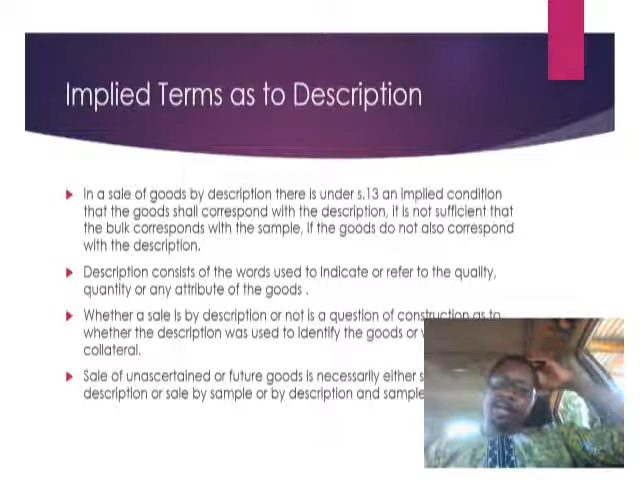 Implied Terms as to Description
In a sale of goods by description there is under s.13 an implied condition
that the goods shall correspond with the description, it is not sufficient that
the bulk corresponds with the sample, if the goods do not also correspond
with the description.
Description consists of the words used to indicate or refer to the quality,
quantity or any attribute of the goods .
Whether a sale is by description or not is a question of construction as to
whether the description was used to identify the goods or
collateral.
Sale of unascertained or future goods is necessarily either
description or sale by sample or by description and sample